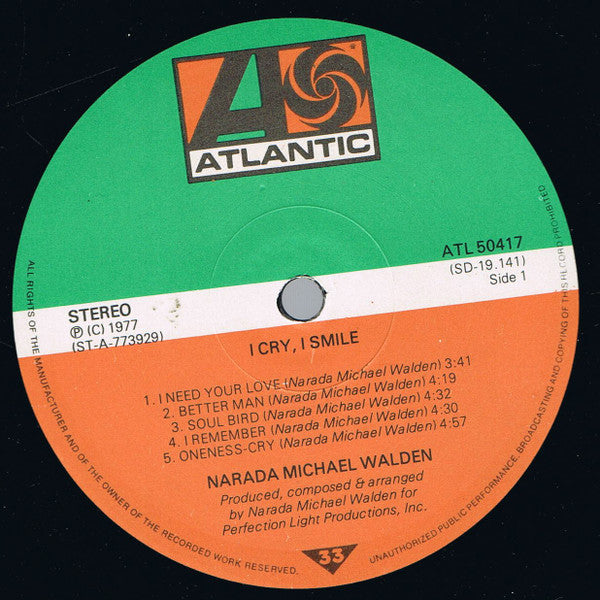 ATLANTIC
ATL 50417
(SD-19.141)
Side 1
STEREO
Ⓟ (C) 1977
(ST-A-773929)
I CRY, I SMILE
1. I NEED YOUR LOVE (Narada Michael Walden) 3:41
2. BETTER MAN (Narada Michael Walden) 4:19
3. SOUL BIRD (Narada Michael Walden) 4:32
4. I REMEMBER (Narada Michael Walden) 4:30
5. ONENESS-CRY (Narada Michael Walden) 4:57
NARADA MICHAEL WALDEN
Produced, composed & arranged
by Narada Michael Walden for
Perfection Light Productions, Inc.
33
ALL RIGHTS OF THE MANUFACTURER AND OF THE OWNER OF THE RECORDED WORK RESERVED.
UNAUTHORIZED PUBLIC PERFORMANCE, BROADCASTING AND COPYING OF THIS RECORD PROHIBITED